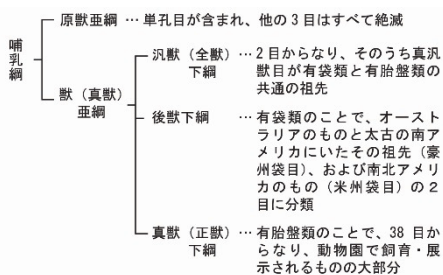 哺乳綱
原獣亜綱 … 単孔目が含まれ、他の3目はすべて絶滅
獣（真獣）
亜綱
汎獣（全獣）
下綱
… 2目からなり、そのうち真汎
獣目が有袋類と有胎盤類の
共通の祖先
後獣下綱 … 有袋類のことで、オースト
ラリアのものと太古の南ア
メリカにいたその祖先（豪
州袋目）、および南北アメリ
カのもの（米州袋目）の２
目に分類
真獣（正獣）
下綱
… 有胎盤類のことで、38 目か
らなり、動物園で飼育・展
示されるものの大部分